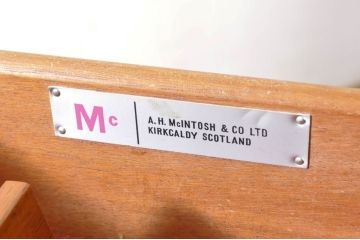 Mc
A.H. McINTOSH & CO LTD
KIRKCALDY SCOTLAND